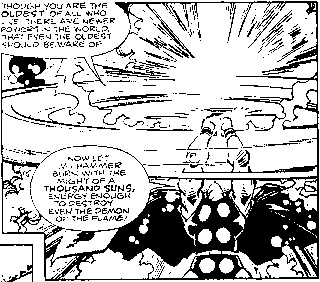 THOUGH YOU ARE THE
OLDEST OF ALL WHO
LIVE, THERE ARE NEWER
POWERS IN THE WORLD,
THAT EVEN THE OLDEST
SHOULD BEWARE OF
NOW LET
MY HAMMER
BURN WITH THE
MIGHT OF A
THOUSAND SUNS,
ENERGY ENOUGH
TO DESTROY
EVEN THE DEMON
OF THE FLAME!